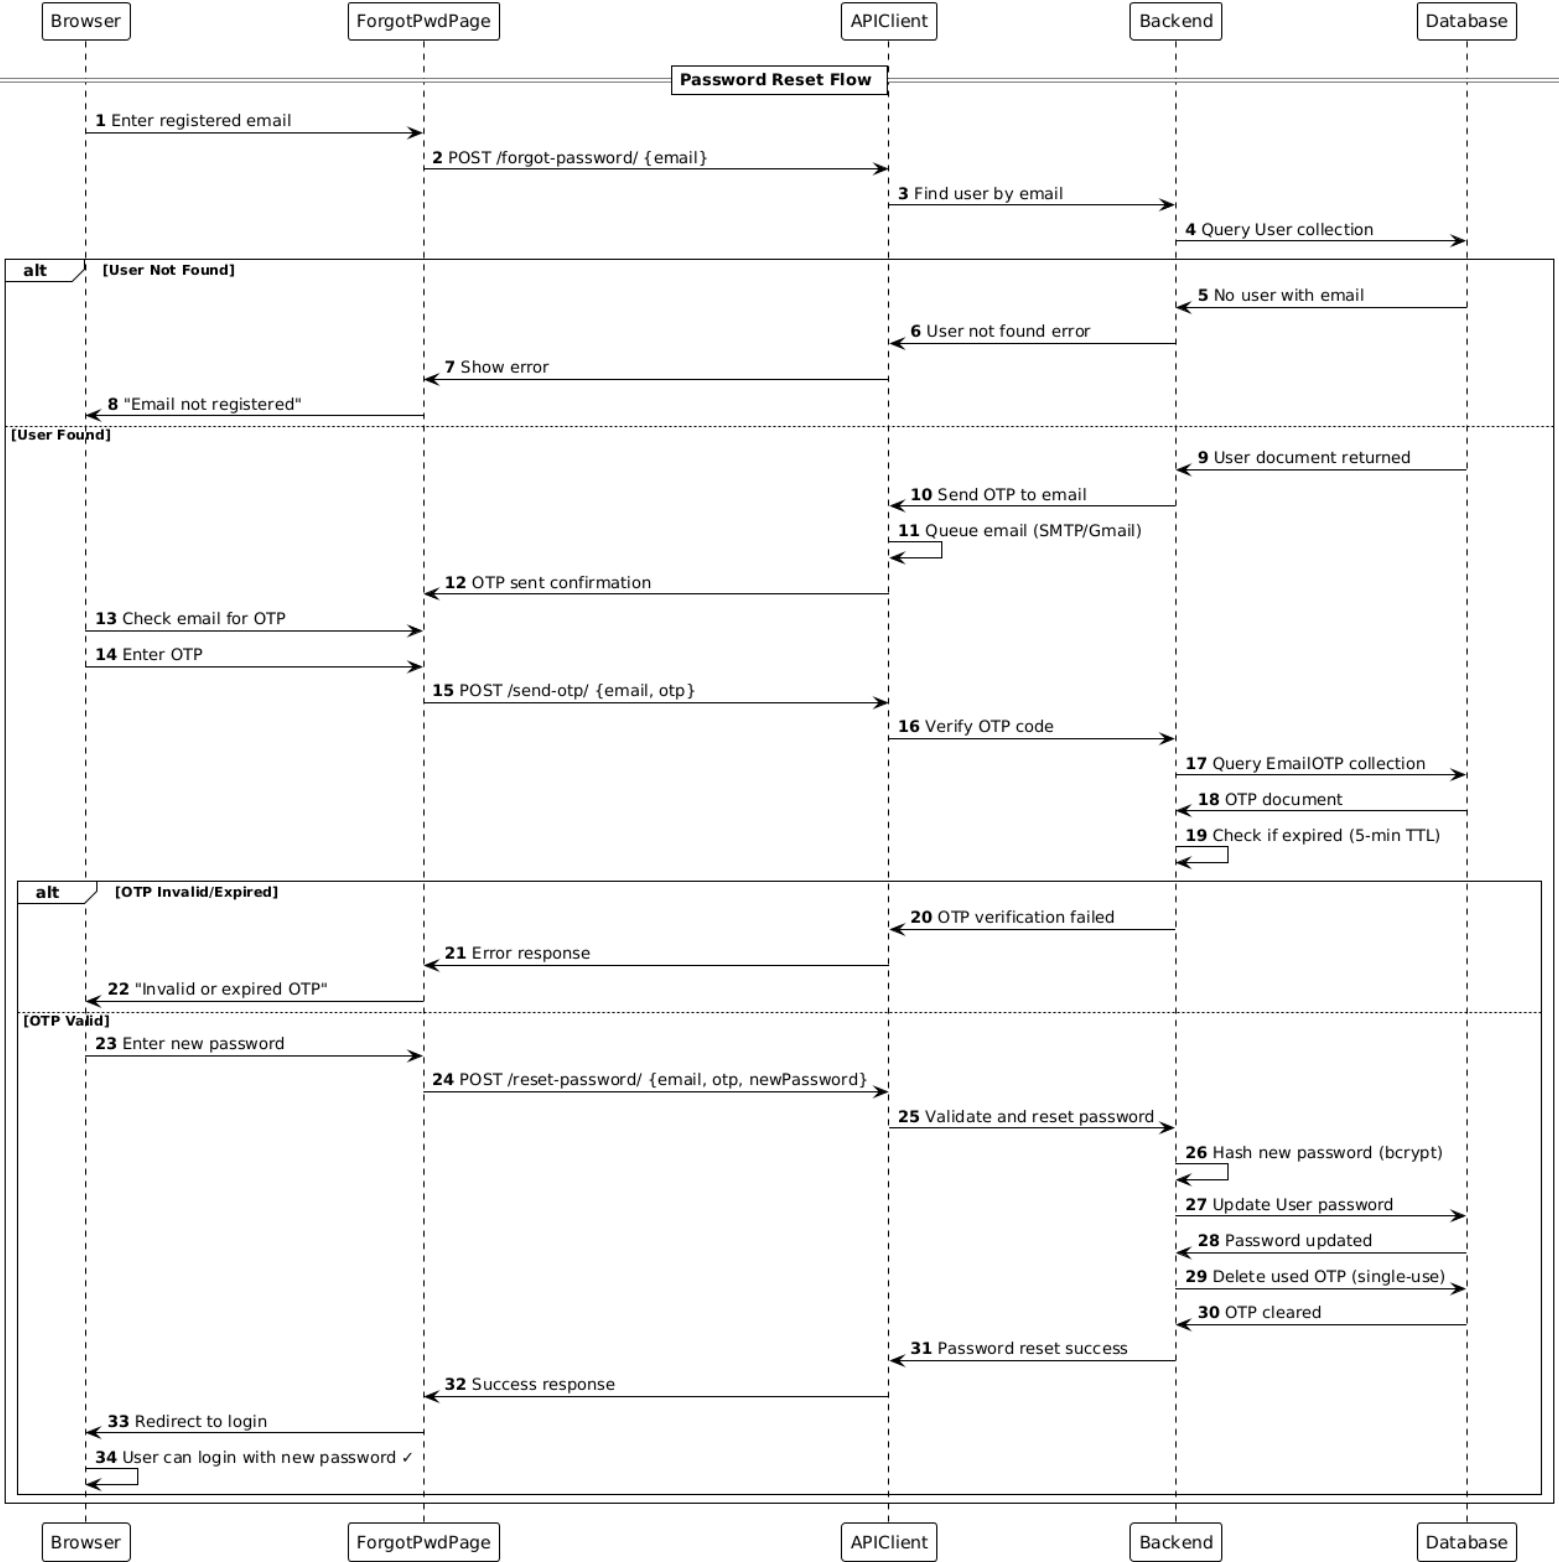 Browser ForgotPwdPage APIClient Backend Database
Password Reset Flow
1 Enter registered email
2 POST /forgot-password/ {email}
3 Find user by email
4 Query User collection
alt [User Not Found]
5 No user with email
6 User not found error
7 Show error
8 "Email not registered"
[User Found]
9 User document returned
10 Send OTP to email
11 Queue email (SMTP/Gmail)
12 OTP sent confirmation
13 Check email for OTP
14 Enter OTP
15 POST /send-otp/ {email, otp}
16 Verify OTP code
17 Query EmailOTP collection
18 OTP document
19 Check if expired (5-min TTL)
alt [OTP Invalid/Expired]
20 OTP verification failed
21 Error response
22 "Invalid or expired OTP"
[OTP Valid]
23 Enter new password
24 POST /reset-password/ {email, otp, newPassword}
25 Validate and reset password
26 Hash new password (bcrypt)
27 Update User password
28 Password updated
29 Delete used OTP (single-use)
30 OTP cleared
31 Password reset success
32 Success response
33 Redirect to login
34 User can login with new password ✓
Browser ForgotPwdPage APIClient Backend Database